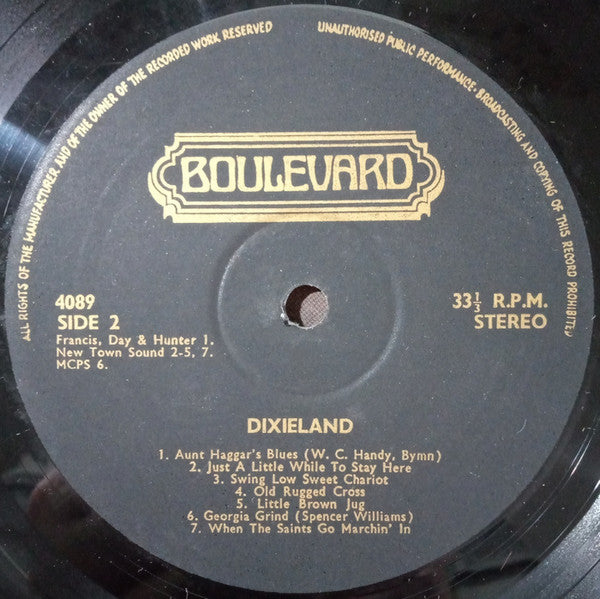 ALL RIGHTS OF THE MANUFACTURER AND OF THE OWNER OF THE RECORDED WORK RESERVED
UNAUTHORISED PUBLIC PERFORMANCE · BROADCASTING AND COPYING OF THIS RECORD PROHIBITED
BOULEVARD
4089
SIDE 2
Francis, Day & Hunter 1.
New Town Sound 2-5, 7.
MCPS 6.
33⅓ R.P.M.
STEREO
DIXIELAND
1. Aunt Haggar's Blues (W. C. Handy, Bymn)
2. Just A Little While To Stay Here
3. Swing Low Sweet Chariot
4. Old Rugged Cross
5. Little Brown Jug
6. Georgia Grind (Spencer Williams)
7. When The Saints Go Marchin' In